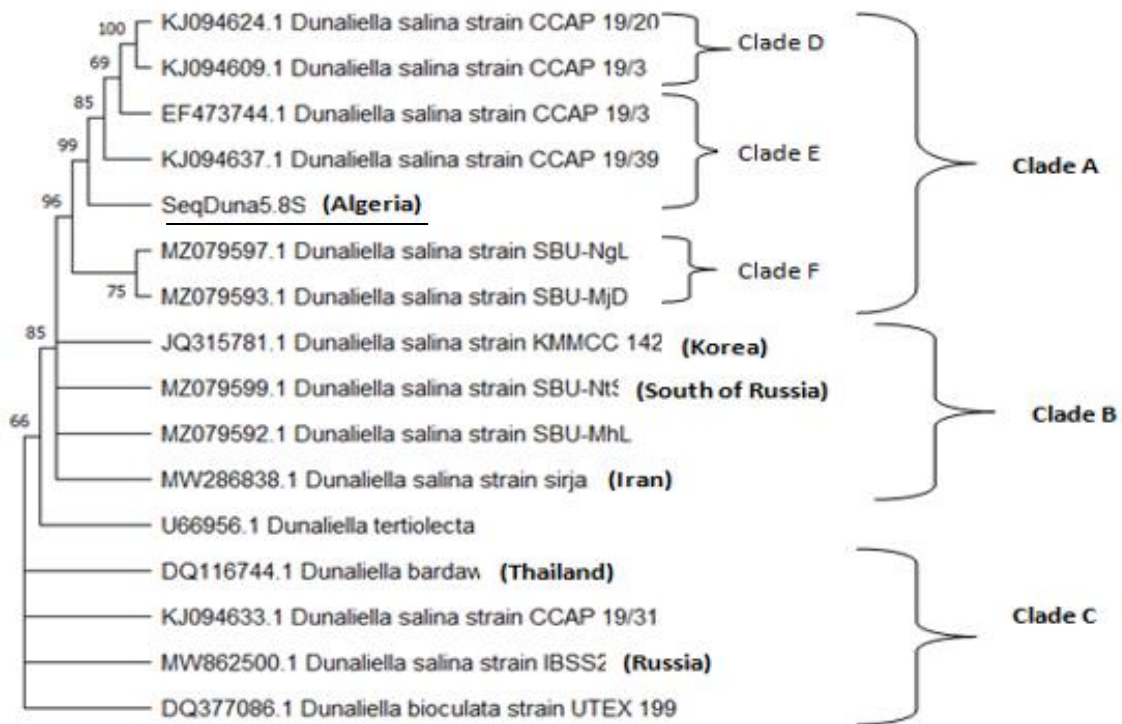 100
KJ094624.1 Dunaliella salina strain CCAP 19/20
Clade D
69
KJ094609.1 Dunaliella salina strain CCAP 19/3
85
EF473744.1 Dunaliella salina strain CCAP 19/3
Clade E
99
KJ094637.1 Dunaliella salina strain CCAP 19/39
Clade A
96
SeqDuna5.8S (Algeria)
MZ079597.1 Dunaliella salina strain SBU-NgL
Clade F
75
MZ079593.1 Dunaliella salina strain SBU-MjD
85
JQ315781.1 Dunaliella salina strain KMMCC 142 (Korea)
MZ079599.1 Dunaliella salina strain SBU-NtS (South of Russia)
Clade B
66
MZ079592.1 Dunaliella salina strain SBU-MhL
MW286838.1 Dunaliella salina strain sirja (Iran)
U66956.1 Dunaliella tertiolecta
DQ116744.1 Dunaliella bardaw (Thailand)
KJ094633.1 Dunaliella salina strain CCAP 19/31
Clade C
MW862500.1 Dunaliella salina strain IBSS2 (Russia)
DQ377086.1 Dunaliella bioculata strain UTEX 199